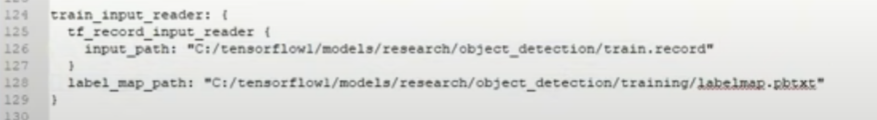 124 train_input_reader: {
125 tf_record_input_reader {
126 input_path: "C:/tensorflow1/models/research/object_detection/train.record"
127 }
128 label_map_path: "C:/tensorflow1/models/research/object_detection/training/labelmap.pbtxt"
129 }
130